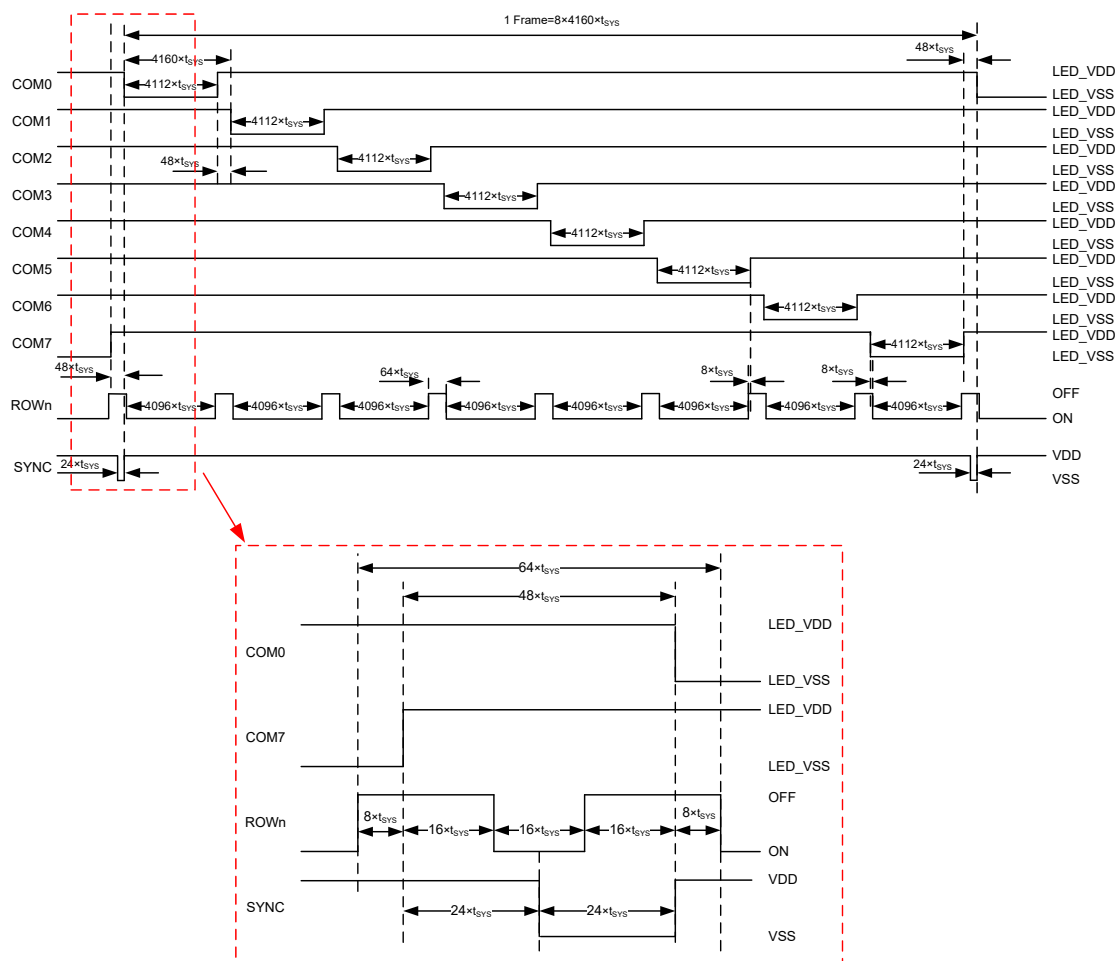 1 Frame=8×4160×tSYS
4160×tSYS
48×tSYS
COM0
4112×tSYS
LED_VDD
LED_VSS
COM1
4112×tSYS
LED_VDD
LED_VSS
COM2
48×tSYS
4112×tSYS
LED_VDD
LED_VSS
COM3
4112×tSYS
LED_VDD
LED_VSS
COM4
4112×tSYS
LED_VDD
LED_VSS
COM5
4112×tSYS
LED_VDD
LED_VSS
COM6
4112×tSYS
LED_VDD
LED_VSS
COM7
4112×tSYS
LED_VDD
LED_VSS
48×tSYS
64×tSYS
8×tSYS
8×tSYS
ROWn
4096×tSYS
4096×tSYS
4096×tSYS
4096×tSYS
4096×tSYS
4096×tSYS
4096×tSYS
4096×tSYS
OFF
ON
SYNC
24×tSYS
24×tSYS
VDD
VSS
64×tSYS
48×tSYS
COM0
LED_VDD
LED_VSS
COM7
LED_VDD
LED_VSS
ROWn
8×tSYS
16×tSYS
16×tSYS
16×tSYS
8×tSYS
OFF
ON
SYNC
24×tSYS
24×tSYS
VDD
VSS